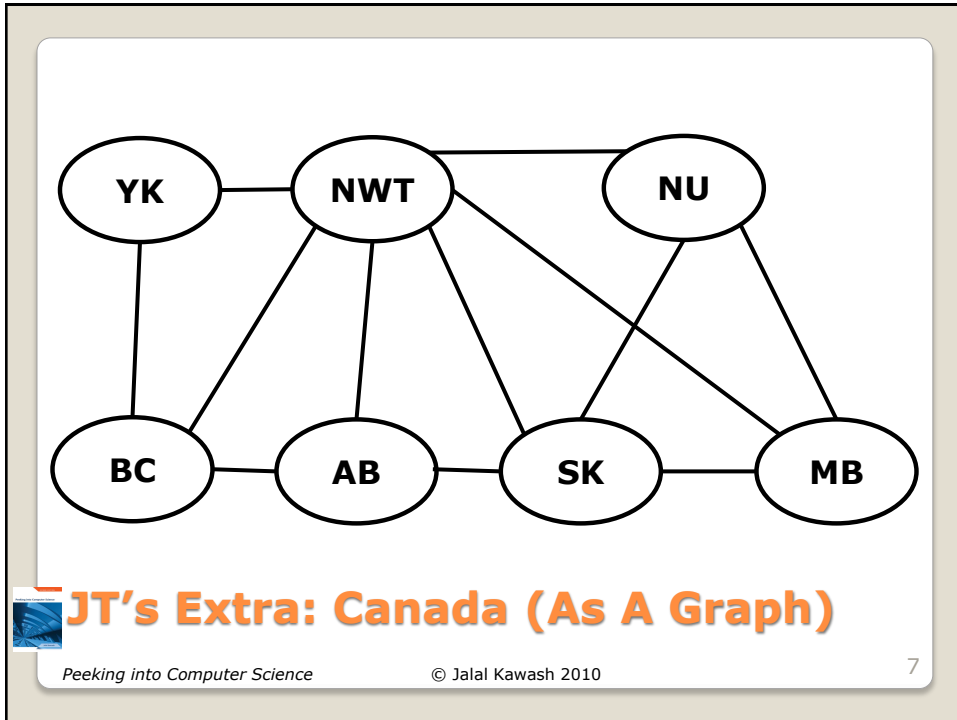 YK NWT NU
BC AB SK MB
JT’s Extra: Canada (As A Graph)
Peeking into Computer Science © Jalal Kawash 2010 7